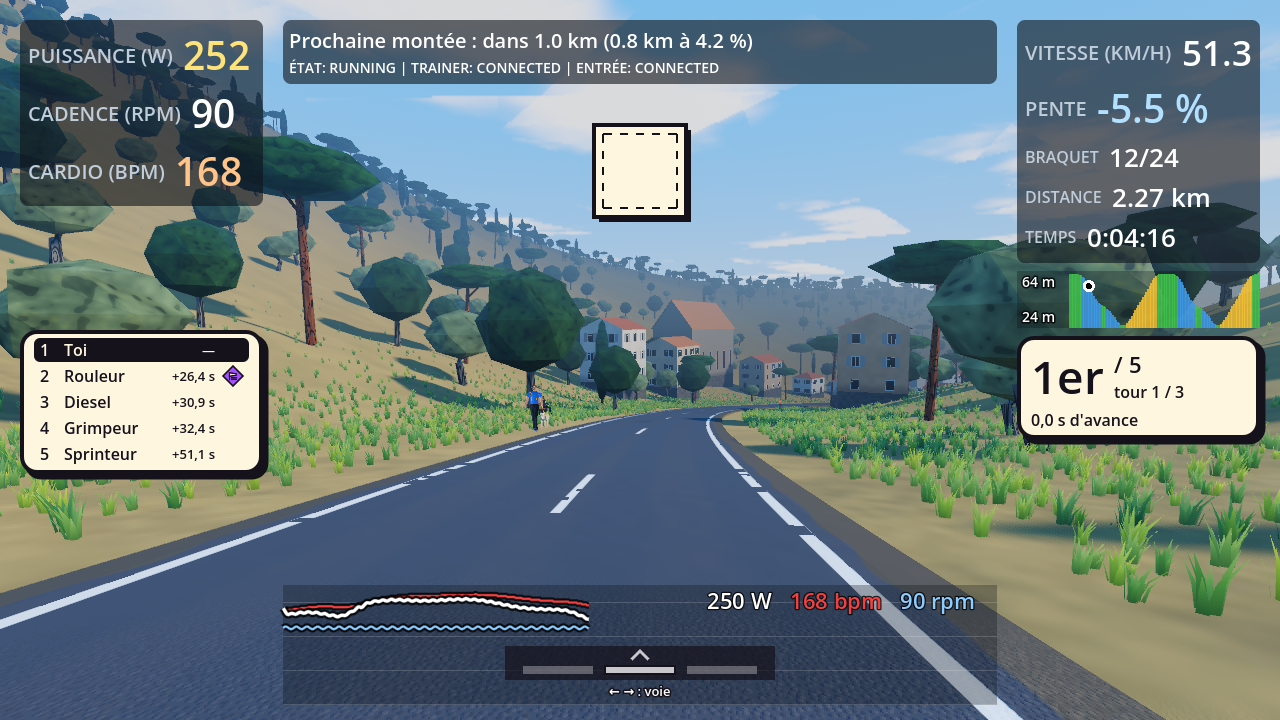 PUISSANCE (W) 252
CADENCE (RPM) 90
CARDIO (BPM) 168
Prochaine montée : dans 1.0 km (0.8 km à 4.2 %)
ÉTAT: RUNNING | TRAINER: CONNECTED | ENTRÉE: CONNECTED
VITESSE (KM/H) 51.3
PENTE -5.5 %
BRAQUET 12/24
DISTANCE 2.27 km
TEMPS 0:04:16
64 m
24 m
1 Toi —
2 Rouleur +26,4 s
3 Diesel +30,9 s
4 Grimpeur +32,4 s
5 Sprinteur +51,1 s
1er / 5
tour 1 / 3
0,0 s d'avance
250 W 168 bpm 90 rpm
← → : voie